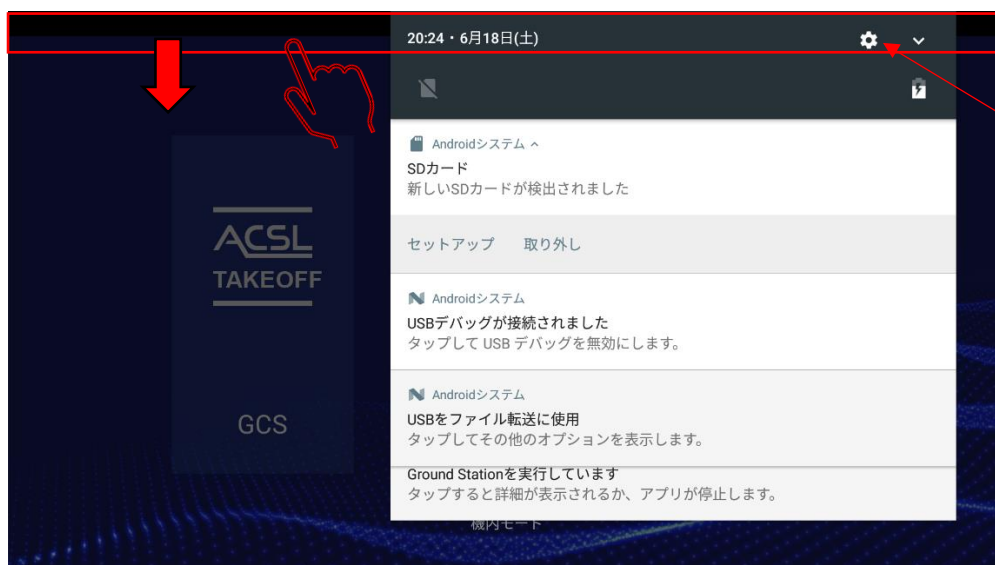 20:24・6月18日(土)
Androidシステム
SDカード
新しいSDカードが検出されました
セットアップ 取り外し
Androidシステム
USBデバッグが接続されました
タップして USB デバッグを無効にします。
Androidシステム
USBをファイル転送に使用
タップしてその他のオプションを表示します。
Ground Stationを実行しています
タップすると詳細が表示されるか、アプリが停止します。
機内モード
ACSL
TAKEOFF
GCS